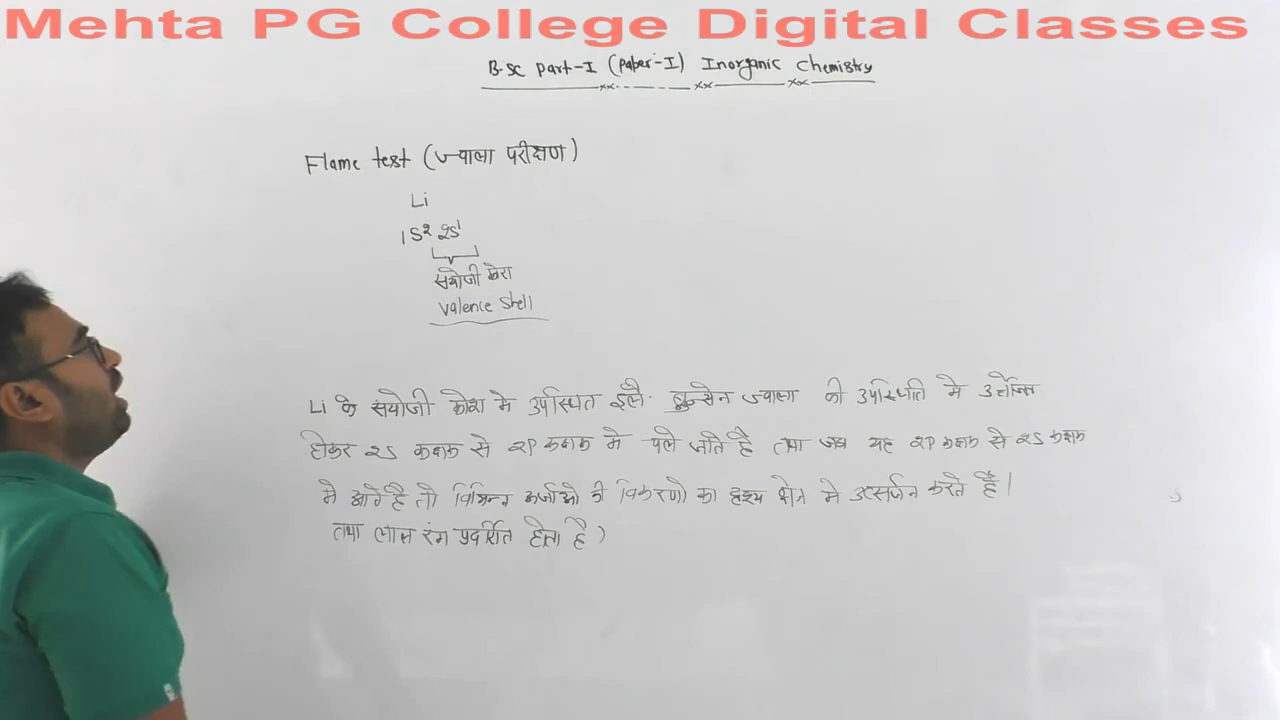 Mehta PG College Digital Classes
B.Sc Part-I (Paper-I) Inorganic Chemistry
Flame test (ज्वाला परीक्षण)
Li
1S² 2S¹
संयोजी कोश
Valence Shell
Li के संयोजी कोश मे उपस्थित इलै. बुन्सेन ज्वाला की उपस्थिति मे उत्तेजित
होकर 2S कक्षक से 2P कक्षक मे चले जाते है तथा जब यह 2P कक्षक से 2S कक्षक
मे आते है तो विभिन्न ऊर्जाओ की विकिरणो का दृश्य क्षेत्र मे उत्सर्जन करते है।
तथा लाल रंग प्रदर्शित होता है)